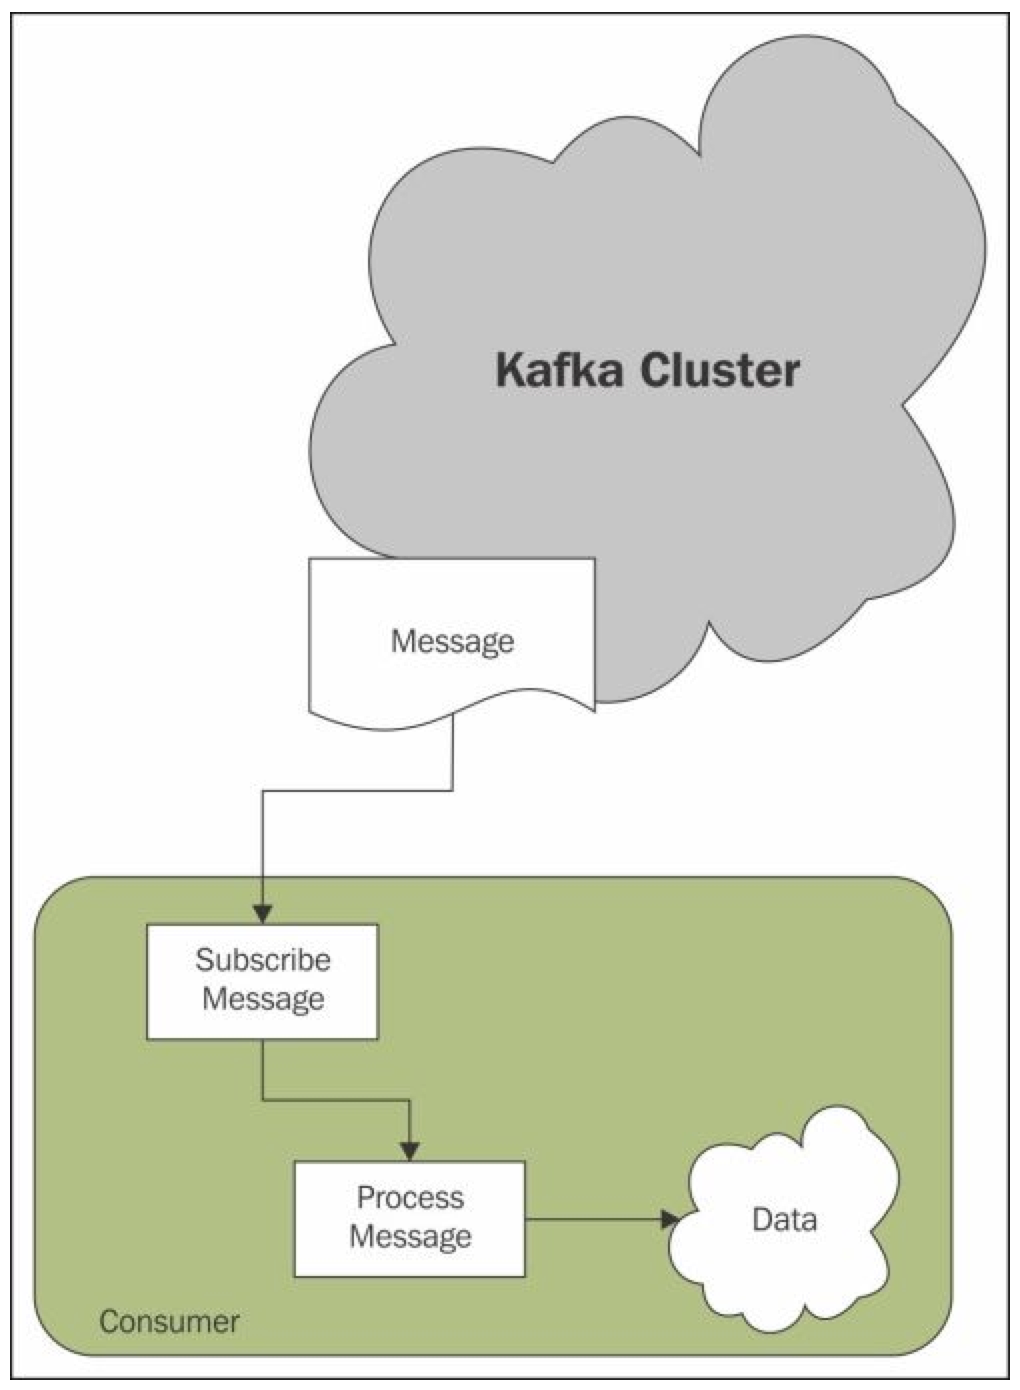 Kafka Cluster
Message
Subscribe
Message
Process
Message
Data
Consumer